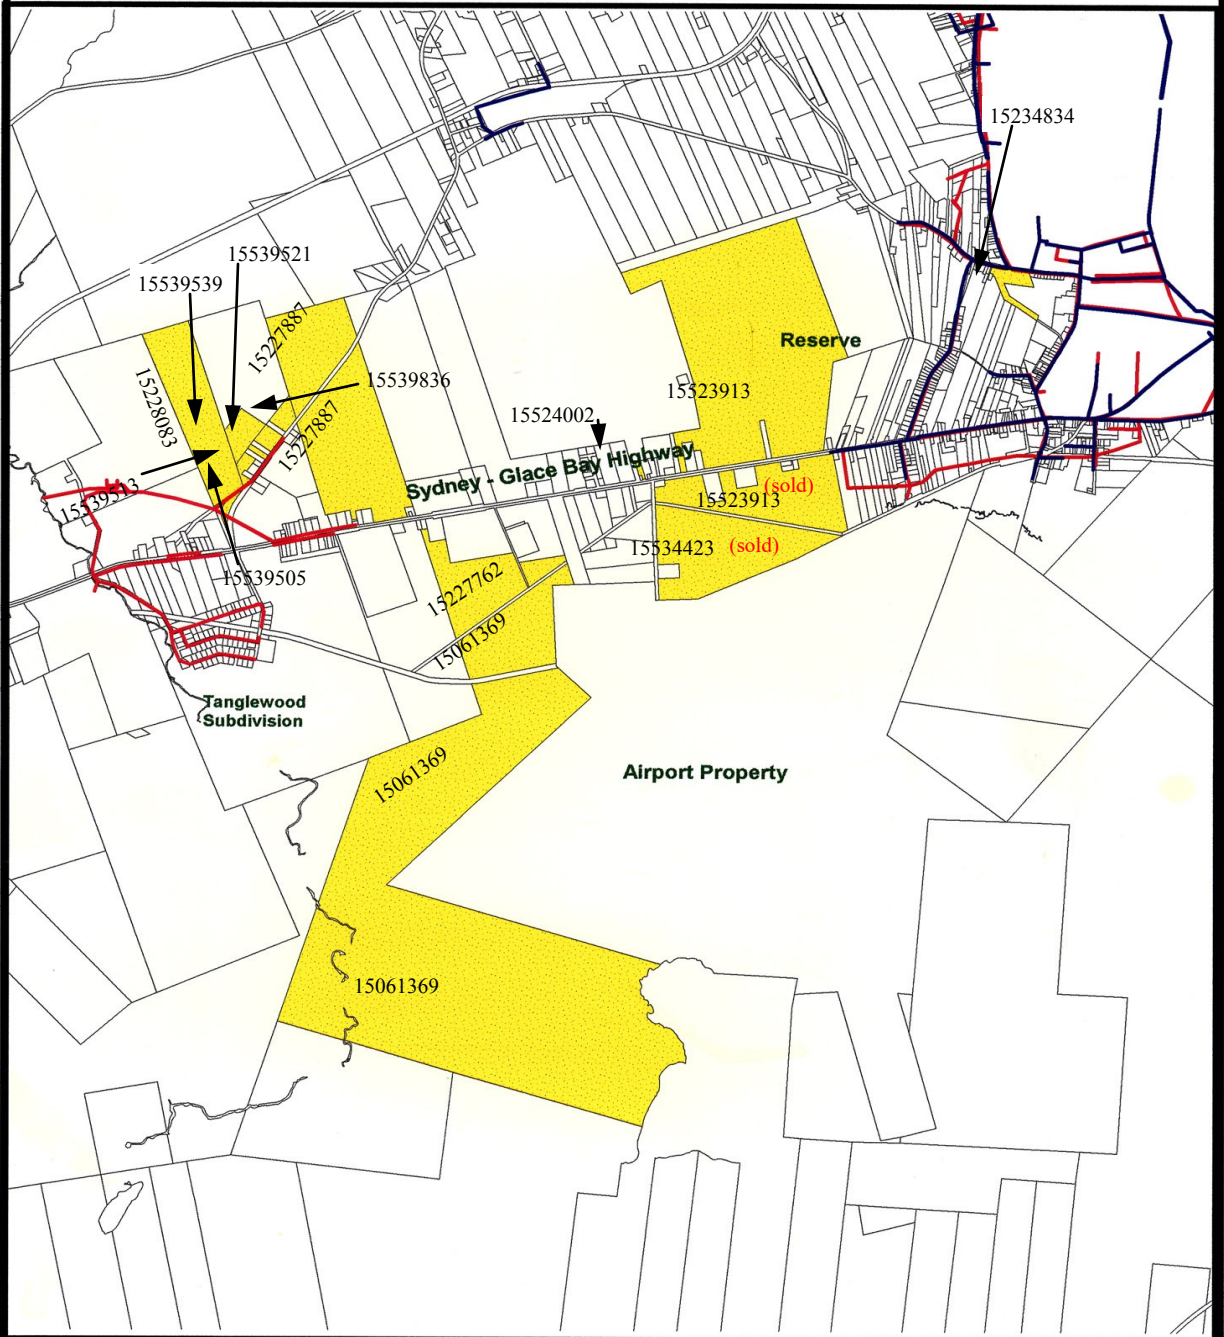 15234834
15539521
15539539
15227887
Reserve
15228083
15539836
15523913
15524002
15227887
Sydney - Glace Bay Highway
(sold)
15539513
15523913
15534423 (sold)
15539505
15227762
15061369
Tanglewood
Subdivision
15061369
Airport Property
15061369